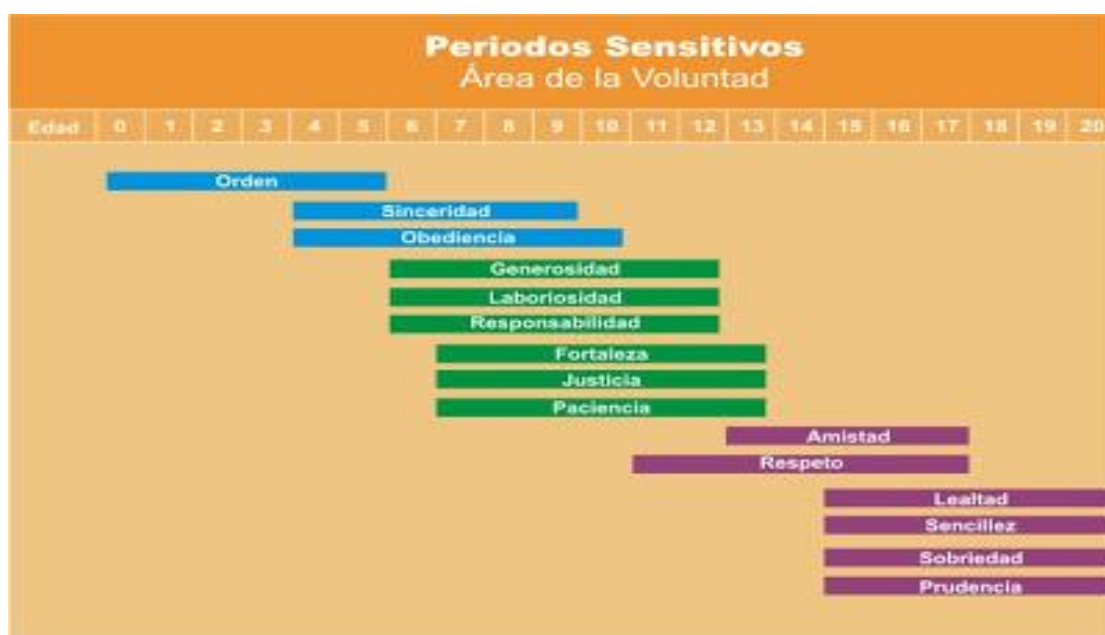 Periodos Sensitivos
Área de la Voluntad
Edad 0 1 2 3 4 5 6 7 8 9 10 11 12 13 14 15 16 17 18 19 20
Orden
Sinceridad
Obediencia
Generosidad
Laboriosidad
Responsabilidad
Fortaleza
Justicia
Paciencia
Amistad
Respeto
Lealtad
Sencillez
Sobriedad
Prudencia